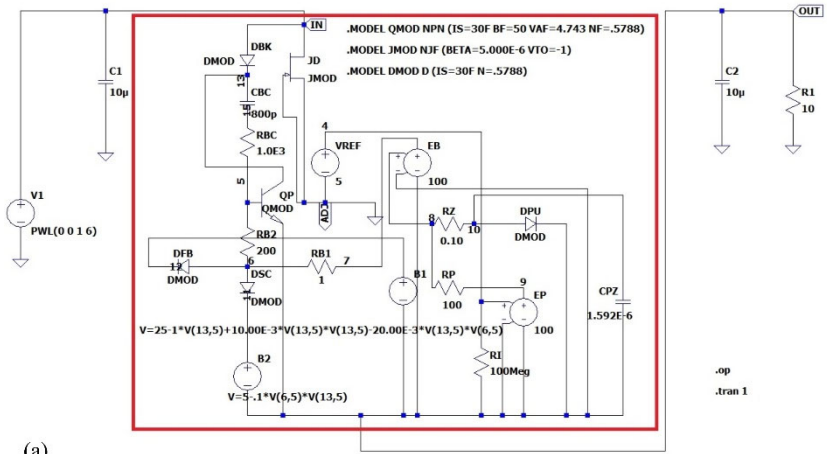 IN
OUT
.MODEL QMOD NPN (IS=30F BF=50 VAF=4.743 NF=.5788)
.MODEL JMOD NJF (BETA=5.000E-6 VTO=-1)
.MODEL DMOD D (IS=30F N=.5788)
DBK
DMOD
JD
JMOD
C1
10µ
13
CBC
15
800p
RBC
1.0E3
C2
10µ
R1
10
4
VREF
5
EB
100
5
QP
QMOD
ADJ
V1
PWL(0 0 1 6)
RB2
200
8
RZ
0.10
10
DPU
DMOD
DFB
12
DMOD
6
RB1
1
7
DSC
11
DMOD
B1
RP
100
9
EP
100
CPZ
1.592E-6
V=25-1*V(13,5)+10.00E-3*V(13,5)*V(13,5)-20.00E-3*V(13,5)*V(6,5)
RI
100Meg
B2
V=5-.1*V(6,5)*V(13,5)
.op
.tran 1
(a)